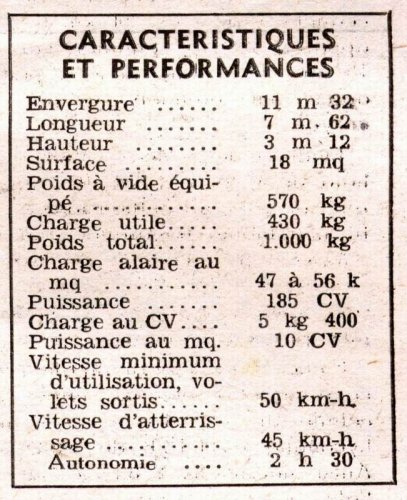 CARACTERISTIQUES
ET PERFORMANCES
Envergure ...... 11 m 32
Longueur ....... 7 m. 62
Hauteur ....... 3 m 12
Surface ........ 18 mq
Poids à vide équi-
pé ............. 570 kg
Charge utile .... 430 kg
Poids total...... 1.000 kg
Charge alaire au
mq ......... 47 à 56 k
Puissance ....... 185 CV
Charge au CV.... 5 kg 400
Puissance au mq. 10 CV
Vitesse minimum
d'utilisation, vo-
lets sortis...... 50 km-h.
Vitesse d'atterris-
sage .......... 45 km-h
Autonomie .... 2 h 30